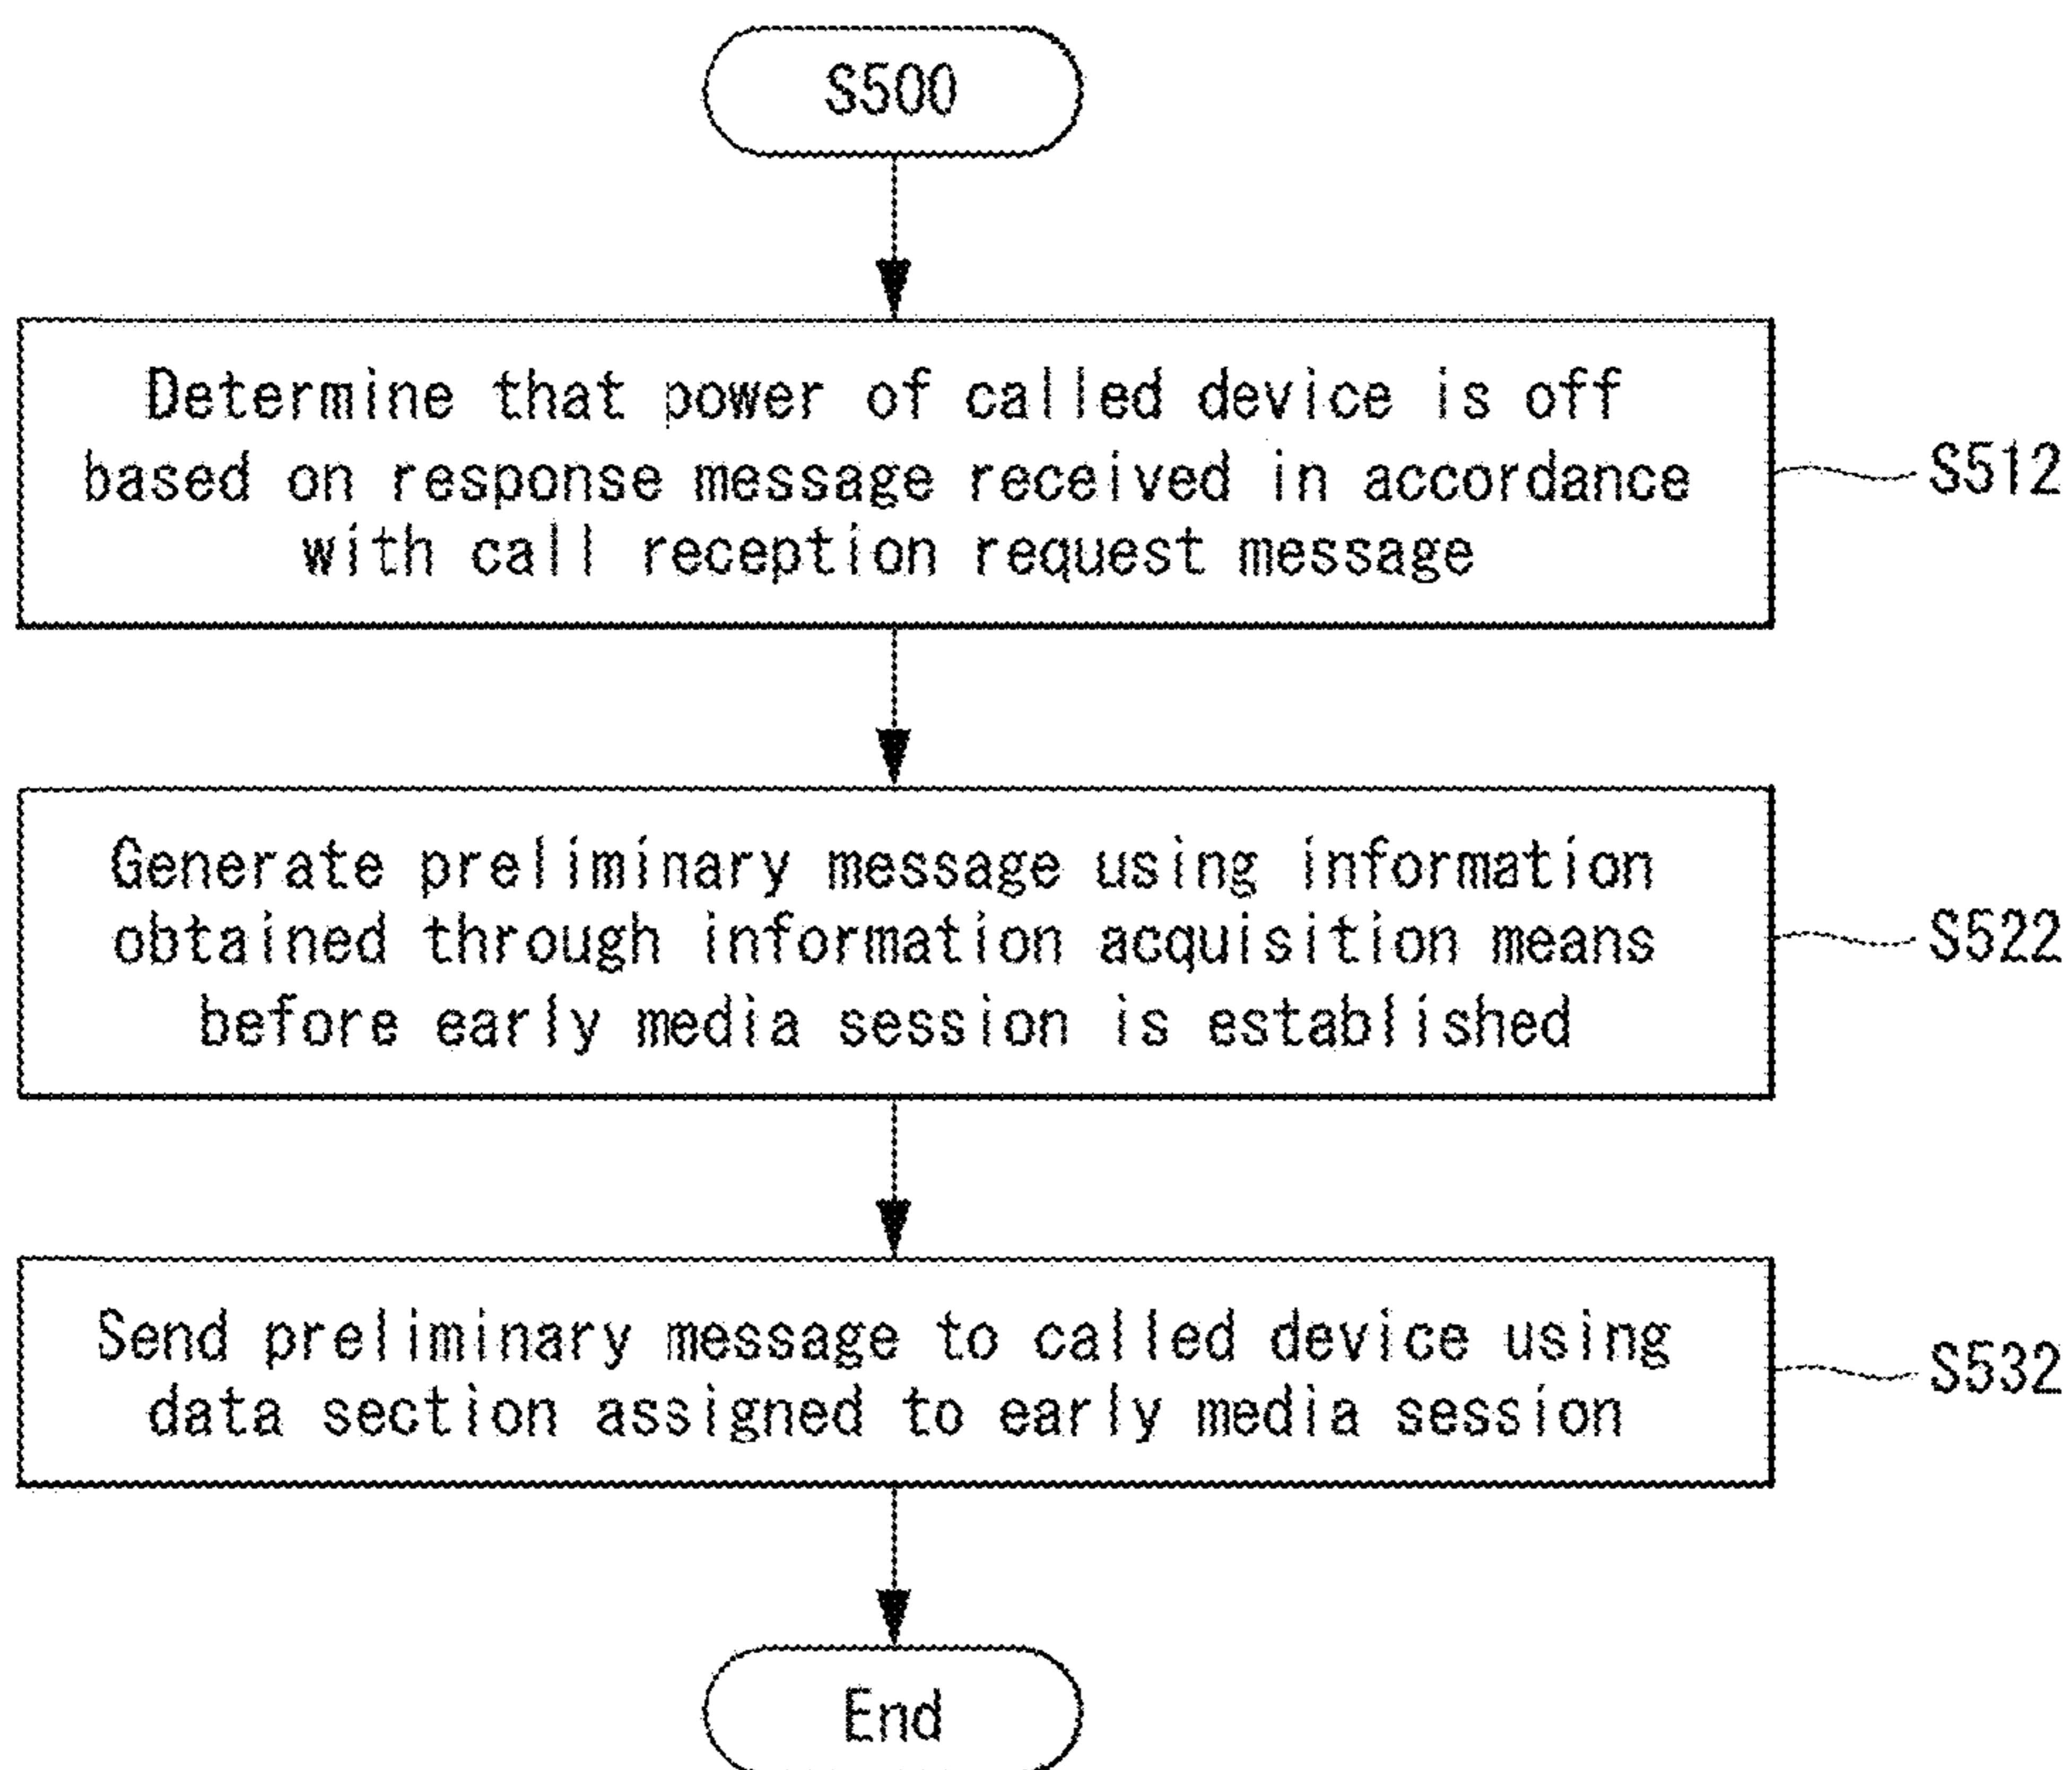 S500
Determine that power of called device is off
based on response message received in accordance
with call reception request message
S512
Generate preliminary message using information
obtained through information acquisition means
before early media session is established
S522
Send preliminary message to called device using
data section assigned to early media session
S532
End